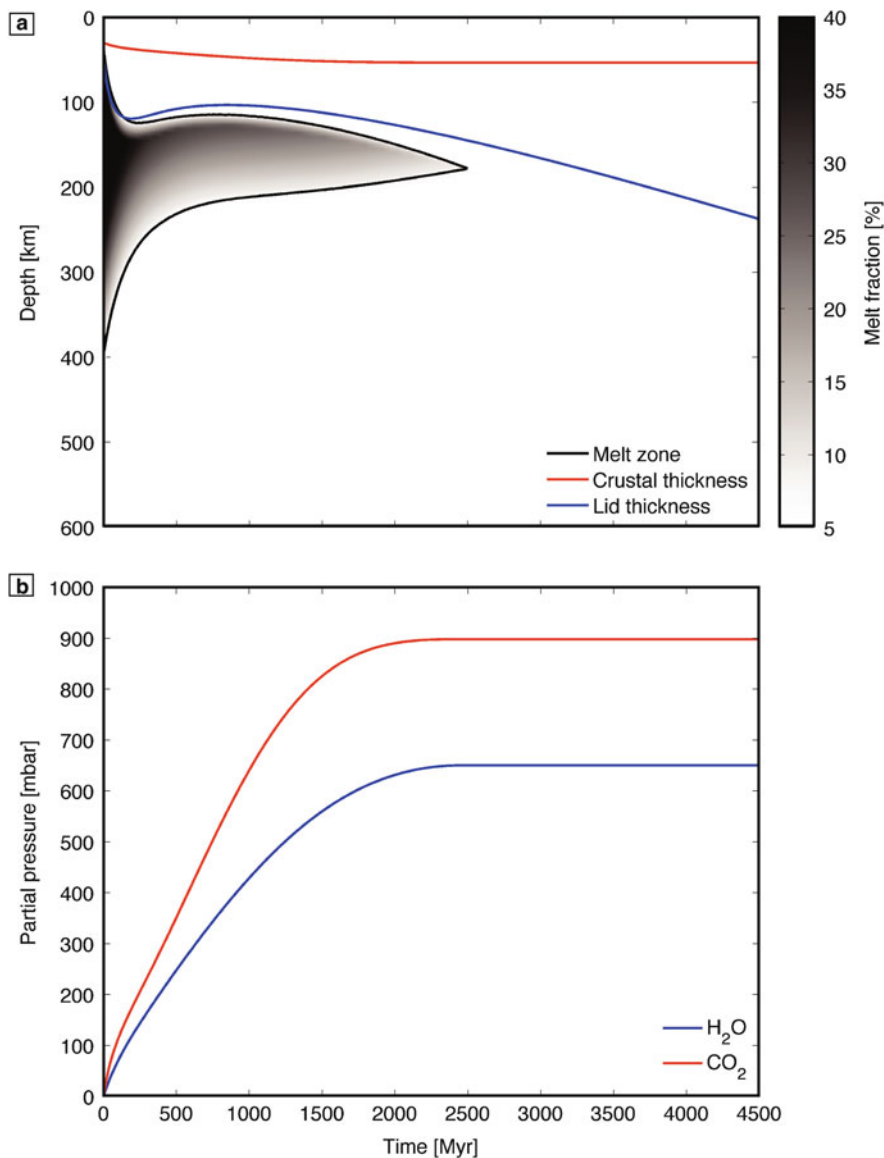 a
0
100
200
300
400
500
600
Depth [km]
Melt zone
Crustal thickness
Lid thickness
40
35
30
25
20
15
10
5
Melt fraction [%]
b
1000
900
800
700
600
500
400
300
200
100
0
Partial pressure [mbar]
H₂O
CO₂
0 500 1000 1500 2000 2500 3000 3500 4000 4500
Time [Myr]